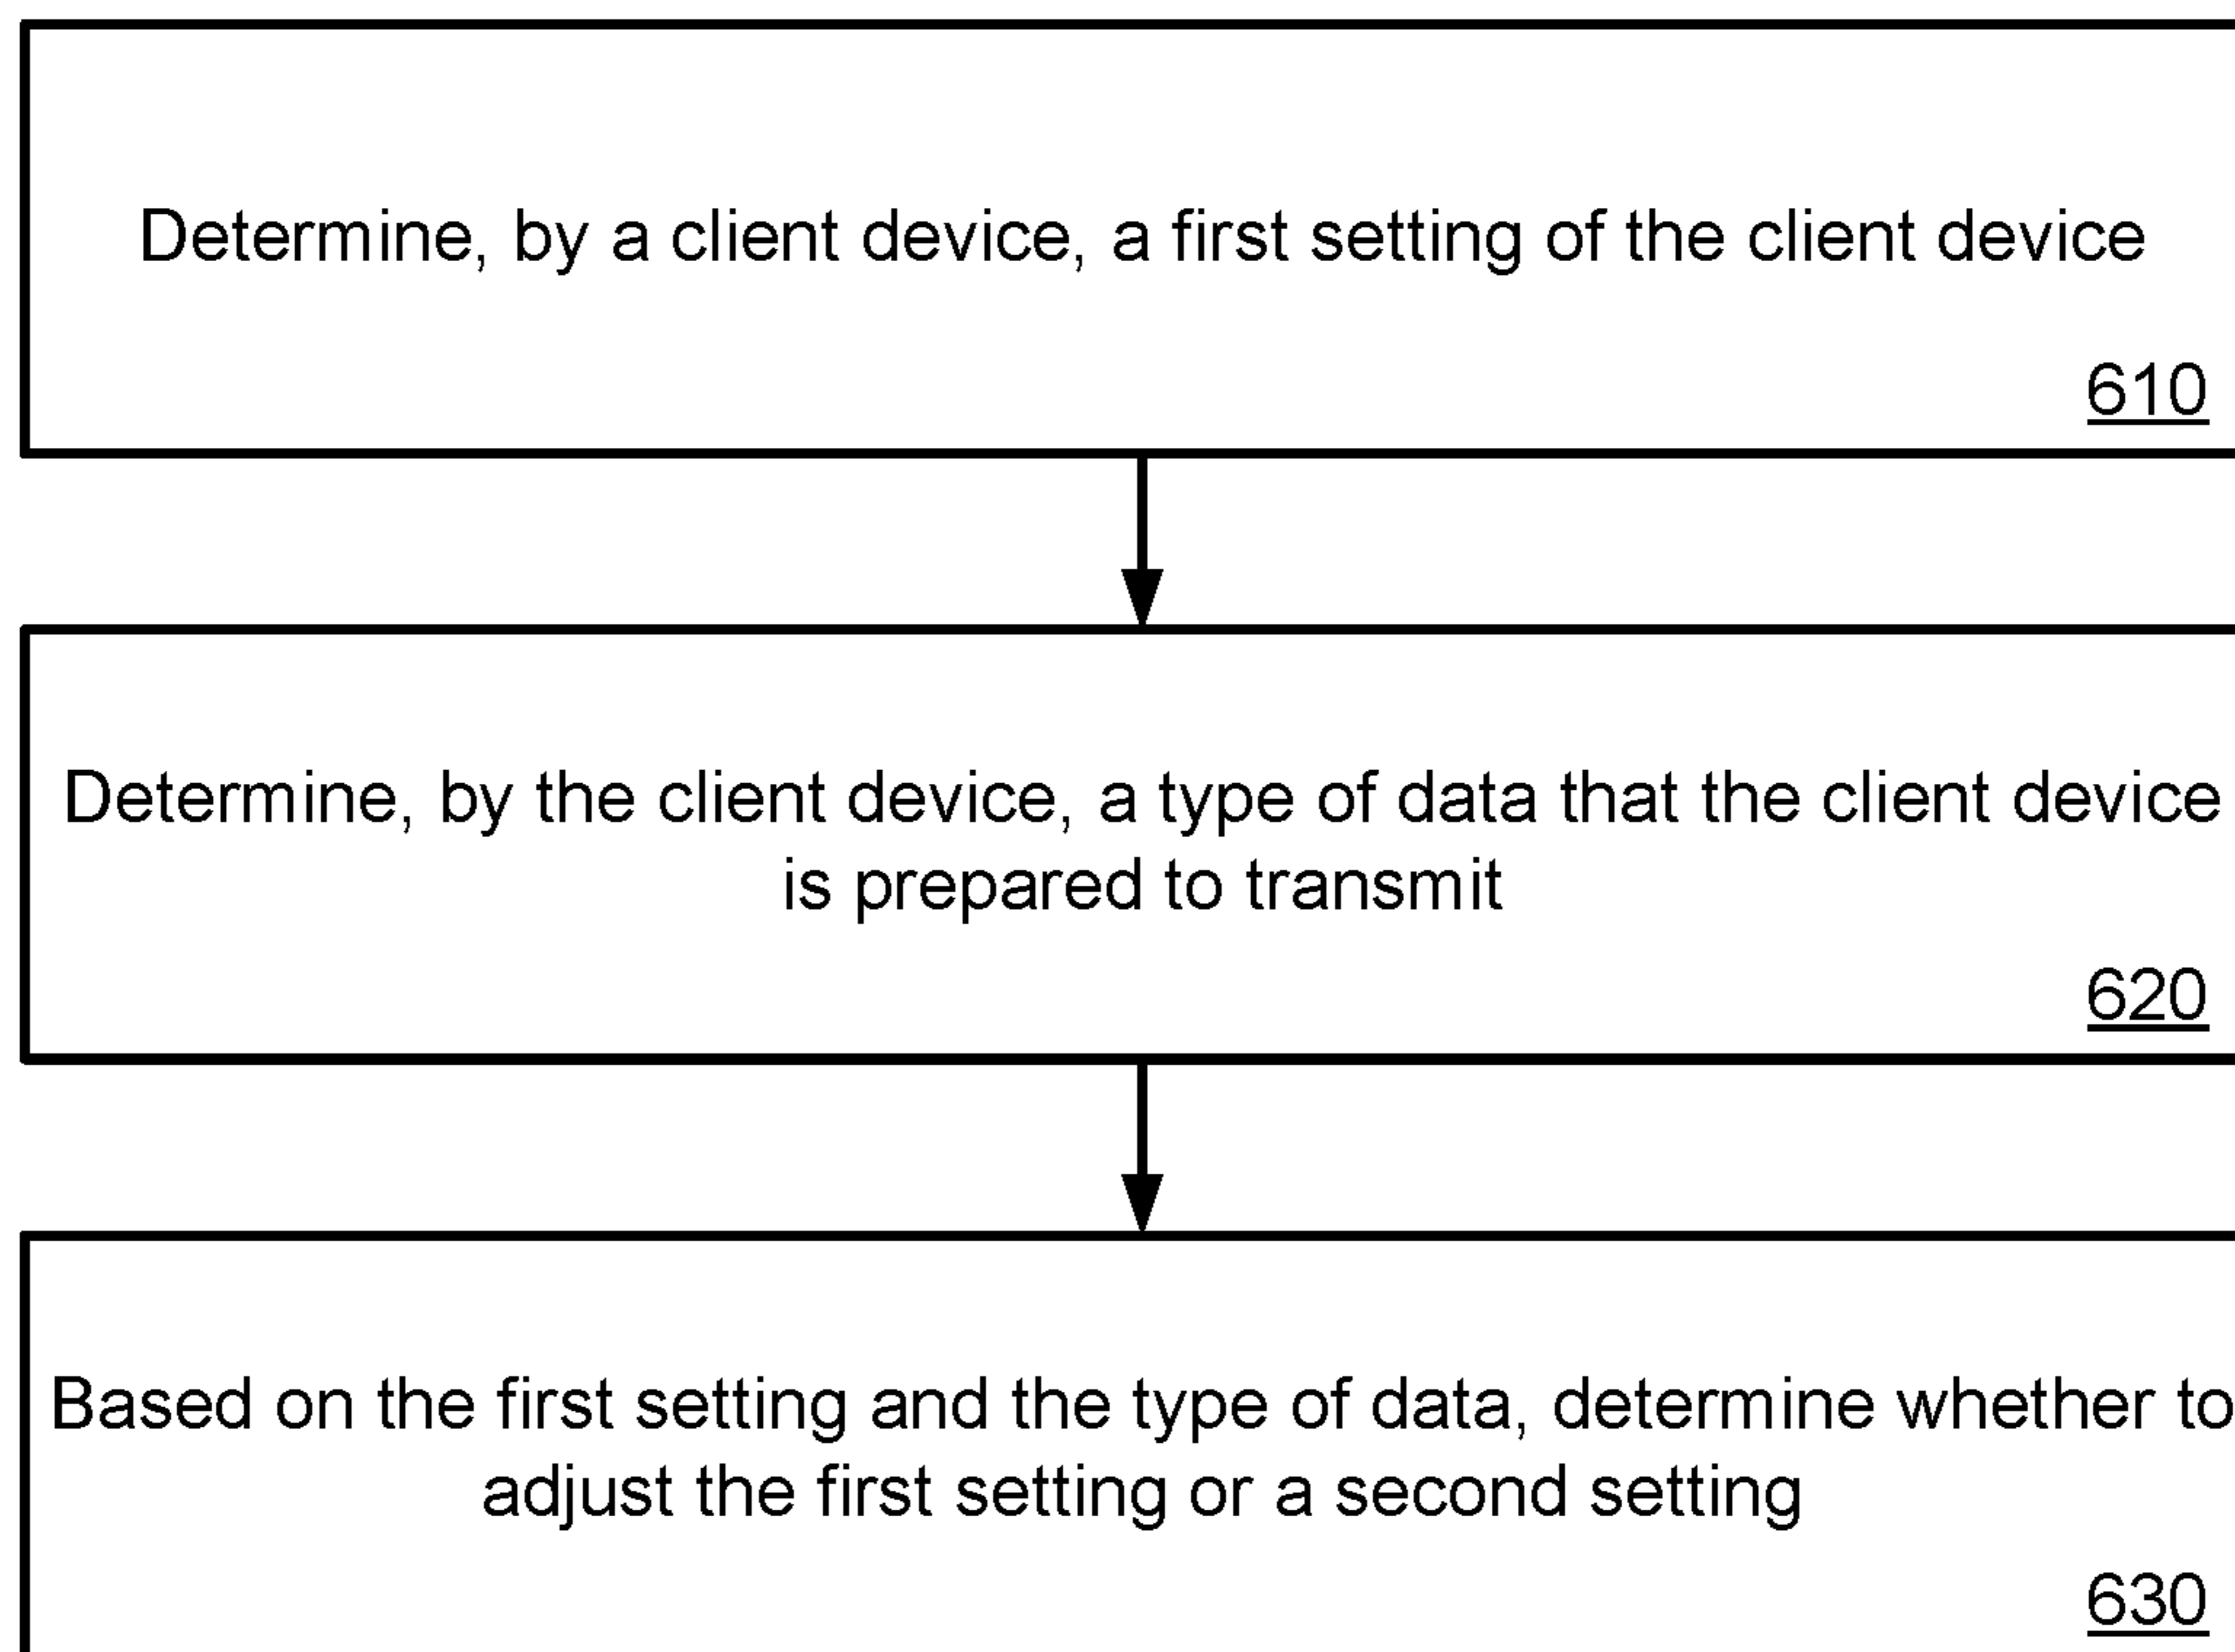 Determine, by a client device, a first setting of the client device
610
Determine, by the client device, a type of data that the client device
is prepared to transmit
620
Based on the first setting and the type of data, determine whether to
adjust the first setting or a second setting
630